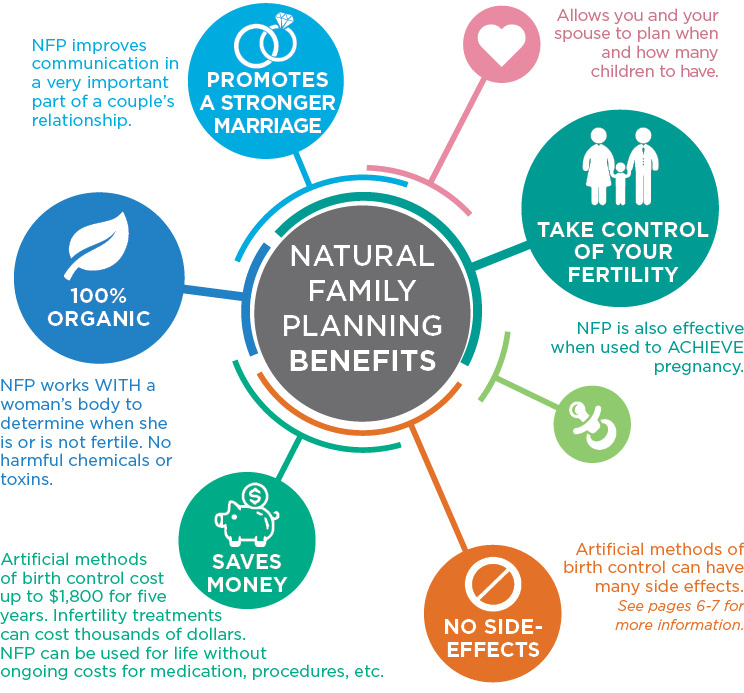 NFP improves
communication in
a very important
part of a couple's
relationship.
PROMOTES
A STRONGER
MARRIAGE
Allows you and your
spouse to plan when
and how many
children to have.
TAKE CONTROL
OF YOUR
FERTILITY
100%
ORGANIC
NATURAL
FAMILY
PLANNING
BENEFITS
NFP is also effective
when used to ACHIEVE
pregnancy.
NFP works WITH a
woman's body to
determine when she
is or is not fertile. No
harmful chemicals or
toxins.
$
SAVES
MONEY
Artificial methods
of birth control cost
up to $1,800 for five
years. Infertility treatments
can cost thousands of dollars.
NFP can be used for life without
ongoing costs for medication, procedures, etc.
NO SIDE-
EFFECTS
Artificial methods of
birth control can have
many side effects.
See pages 6-7 for
more information.